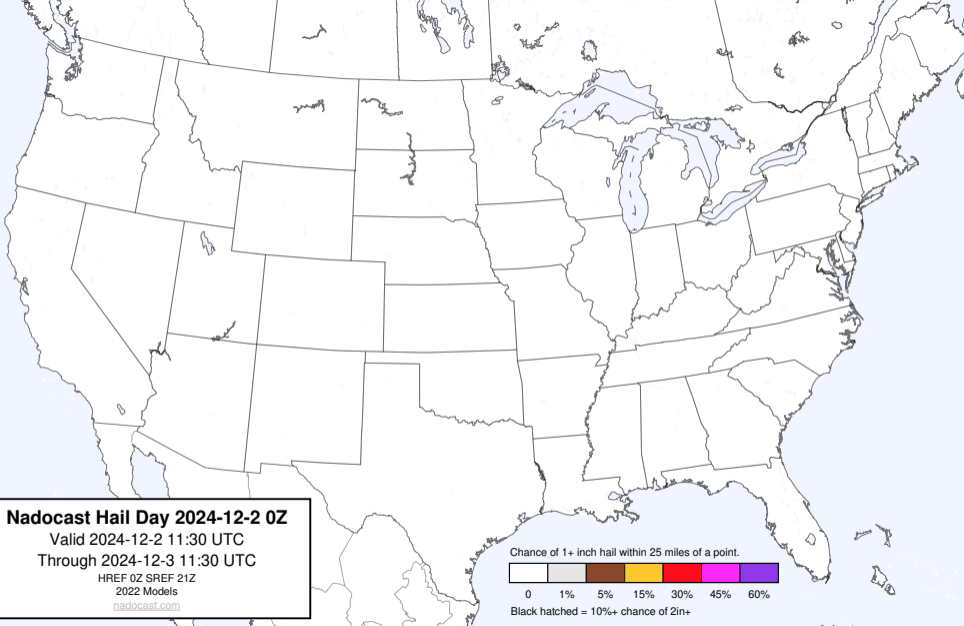 Nadocast Hail Day 2024-12-2 0Z
Valid 2024-12-2 11:30 UTC
Through 2024-12-3 11:30 UTC
HREF 0Z SREF 21Z
2022 Models
nadocast.com
Chance of 1+ inch hail within 25 miles of a point.
0 1% 5% 15% 30% 45% 60%
Black hatched = 10%+ chance of 2in+